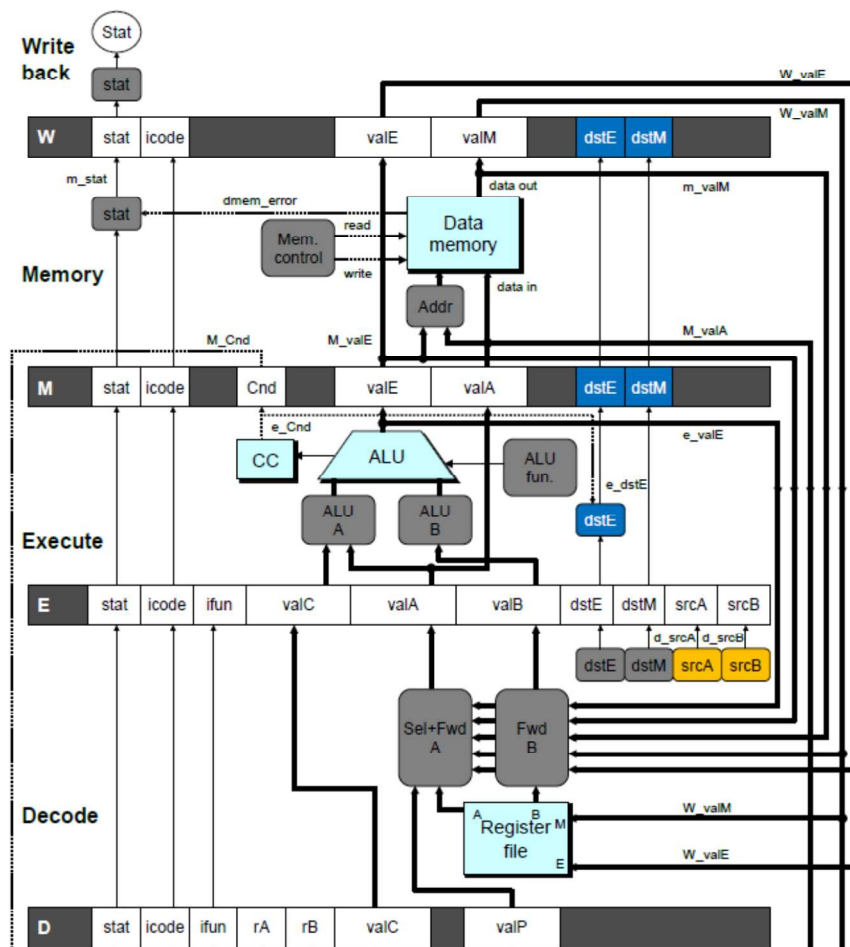 Stat
Write back
stat
W_valE
W_valM
W stat icode valE valM dstE dstM
m_stat
data out
m_valM
stat
dmem_error
read
Mem. control
write
Data memory
Memory
data in
Addr
M_Cnd
M_valE
M_valA
M stat icode Cnd valE valA dstE dstM
e_Cnd
e_valE
CC
ALU
ALU fun.
e_dstE
ALU A
ALU B
dstE
Execute
E stat icode ifun valC valA valB dstE dstM srcA srcB
d_srcA d_srcB
dstE dstM srcA srcB
Sel+Fwd A
Fwd B
Decode
A B
Register file
M
E
W_valM
W_valE
D stat icode ifun rA rB valC valP